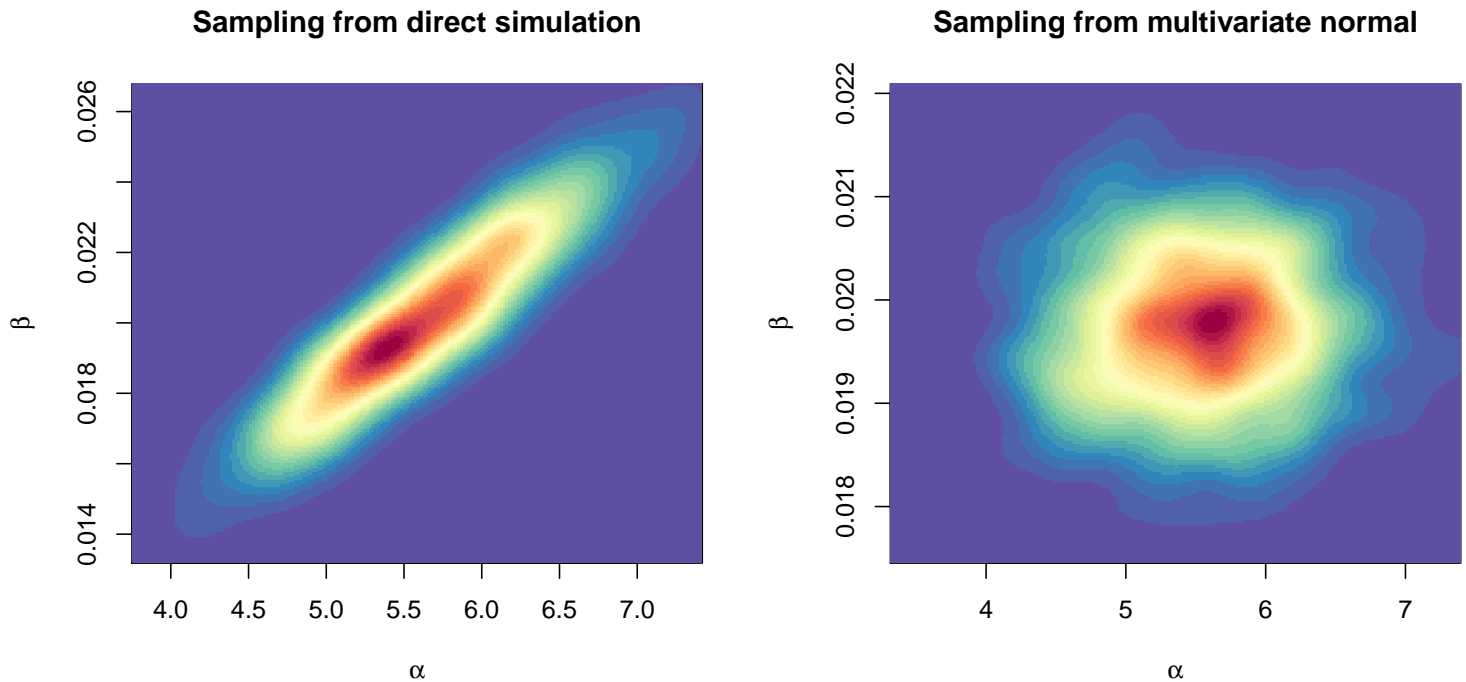 Sampling from direct simulation
0.026
0.022
0.018
0.014
β
4.0 4.5 5.0 5.5 6.0 6.5 7.0
α
Sampling from multivariate normal
0.022
0.021
0.020
0.019
0.018
β
4 5 6 7
α